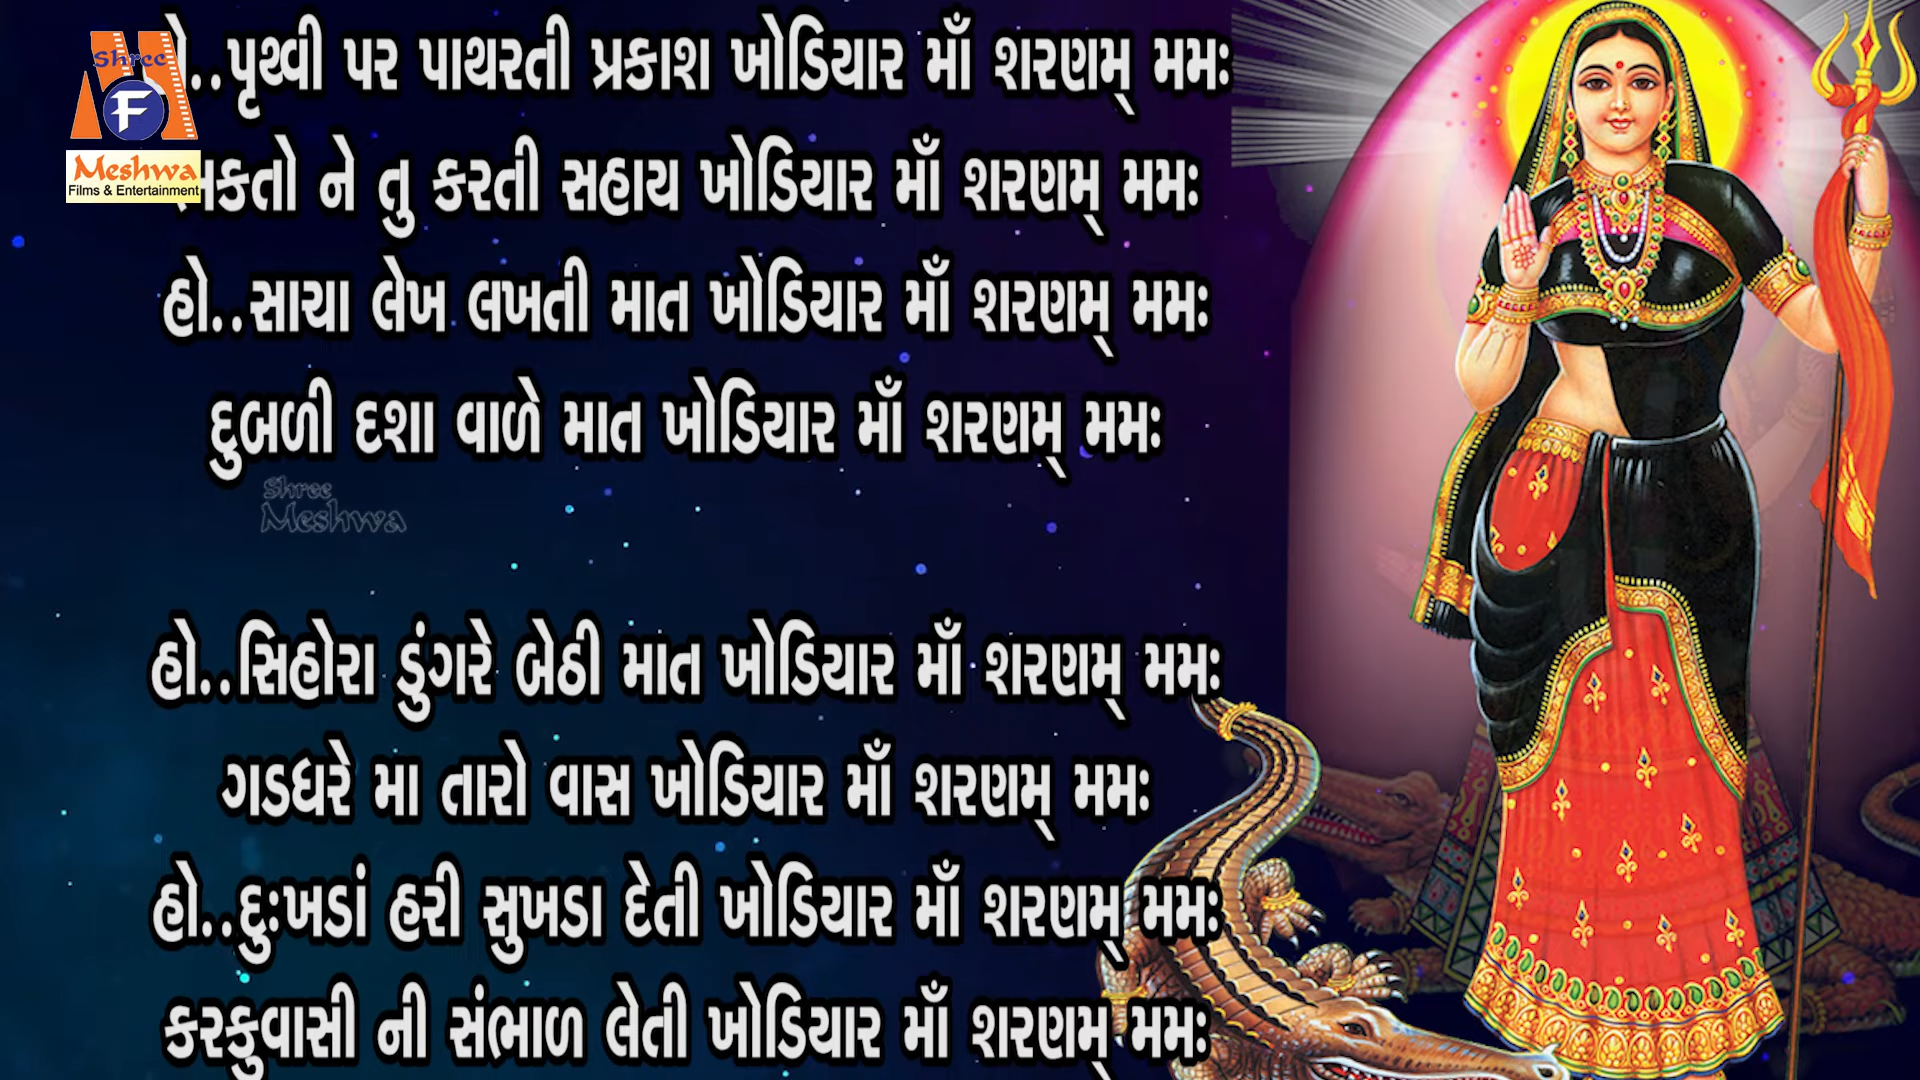 Shree
F
Meshwa
Films & Entertainment
હો..પૃથ્વી પર પાથરતી પ્રકાશ ખોડિયાર માઁ શરણમ્ મમઃ
ભકતો ને તુ કરતી સહાય ખોડિયાર માઁ શરણમ્ મમઃ
હો..સાચા લેખ લખતી માત ખોડિયાર માઁ શરણમ્ મમઃ
દુબળી દશા વાળે માત ખોડિયાર માઁ શરણમ્ મમઃ
Shree
Meshwa
હો..સિહોરા ડુંગરે બેઠી માત ખોડિયાર માઁ શરણમ્ મમઃ
ગડધરે મા તારો વાસ ખોડિયાર માઁ શરણમ્ મમઃ
હો..દુઃખડાં હરી સુખડા દેતી ખોડિયાર માઁ શરણમ્ મમઃ
કરકુવાસી ની સંભાળ લેતી ખોડિયાર માઁ શરણમ્ મમઃ